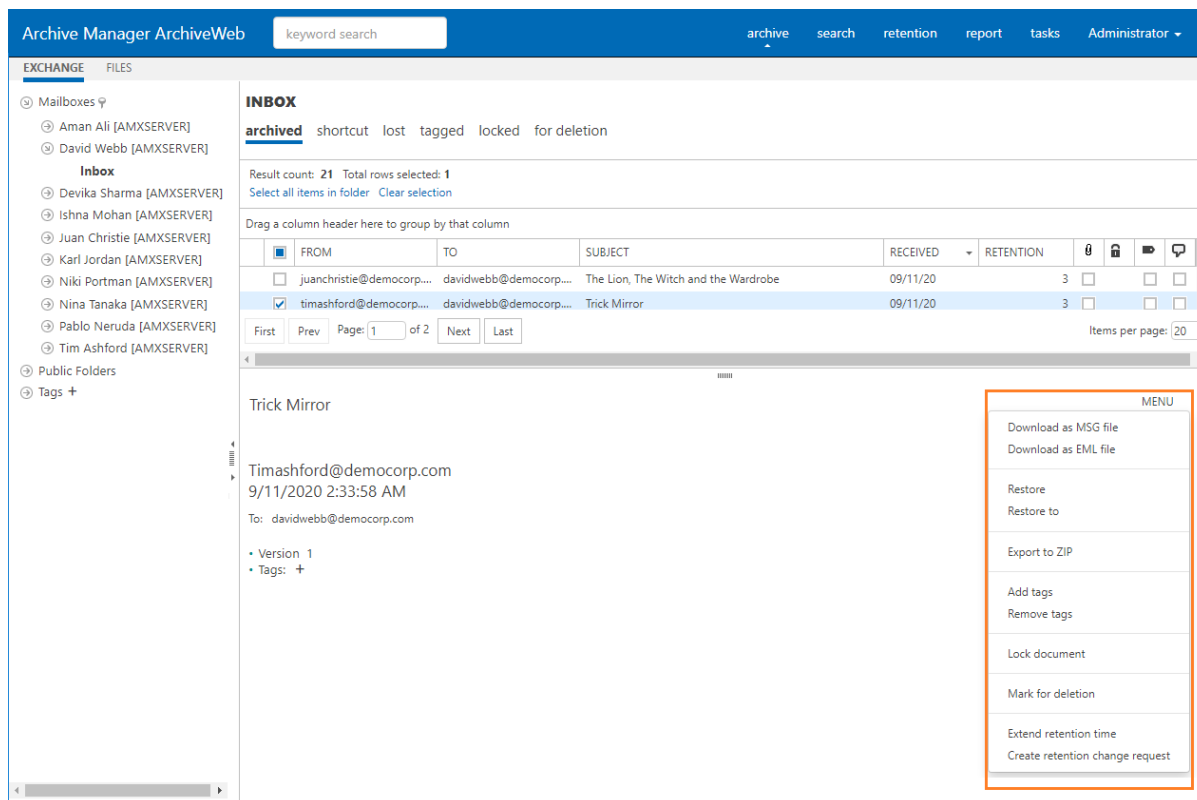 Archive Manager ArchiveWeb keyword search archive search retention report tasks Administrator
EXCHANGE FILES
Mailboxes
Aman Ali [AMXSERVER]
David Webb [AMXSERVER]
Inbox
Devika Sharma [AMXSERVER]
Ishna Mohan [AMXSERVER]
Juan Christie [AMXSERVER]
Karl Jordan [AMXSERVER]
Niki Portman [AMXSERVER]
Nina Tanaka [AMXSERVER]
Pablo Neruda [AMXSERVER]
Tim Ashford [AMXSERVER]
Public Folders
Tags +
INBOX
archived shortcut lost tagged locked for deletion
Result count: 21 Total rows selected: 1
Select all items in folder Clear selection
Drag a column header here to group by that column
FROM TO SUBJECT RECEIVED RETENTION
juanchristie@democorp.... davidwebb@democorp.... The Lion, The Witch and the Wardrobe 09/11/20 3
timashford@democorp.... davidwebb@democorp.... Trick Mirror 09/11/20 3
First Prev Page: 1 of 2 Next Last Items per page: 20
Trick Mirror
Timashford@democorp.com
9/11/2020 2:33:58 AM
To: davidwebb@democorp.com
• Version 1
• Tags: +
MENU
Download as MSG file
Download as EML file
Restore
Restore to
Export to ZIP
Add tags
Remove tags
Lock document
Mark for deletion
Extend retention time
Create retention change request